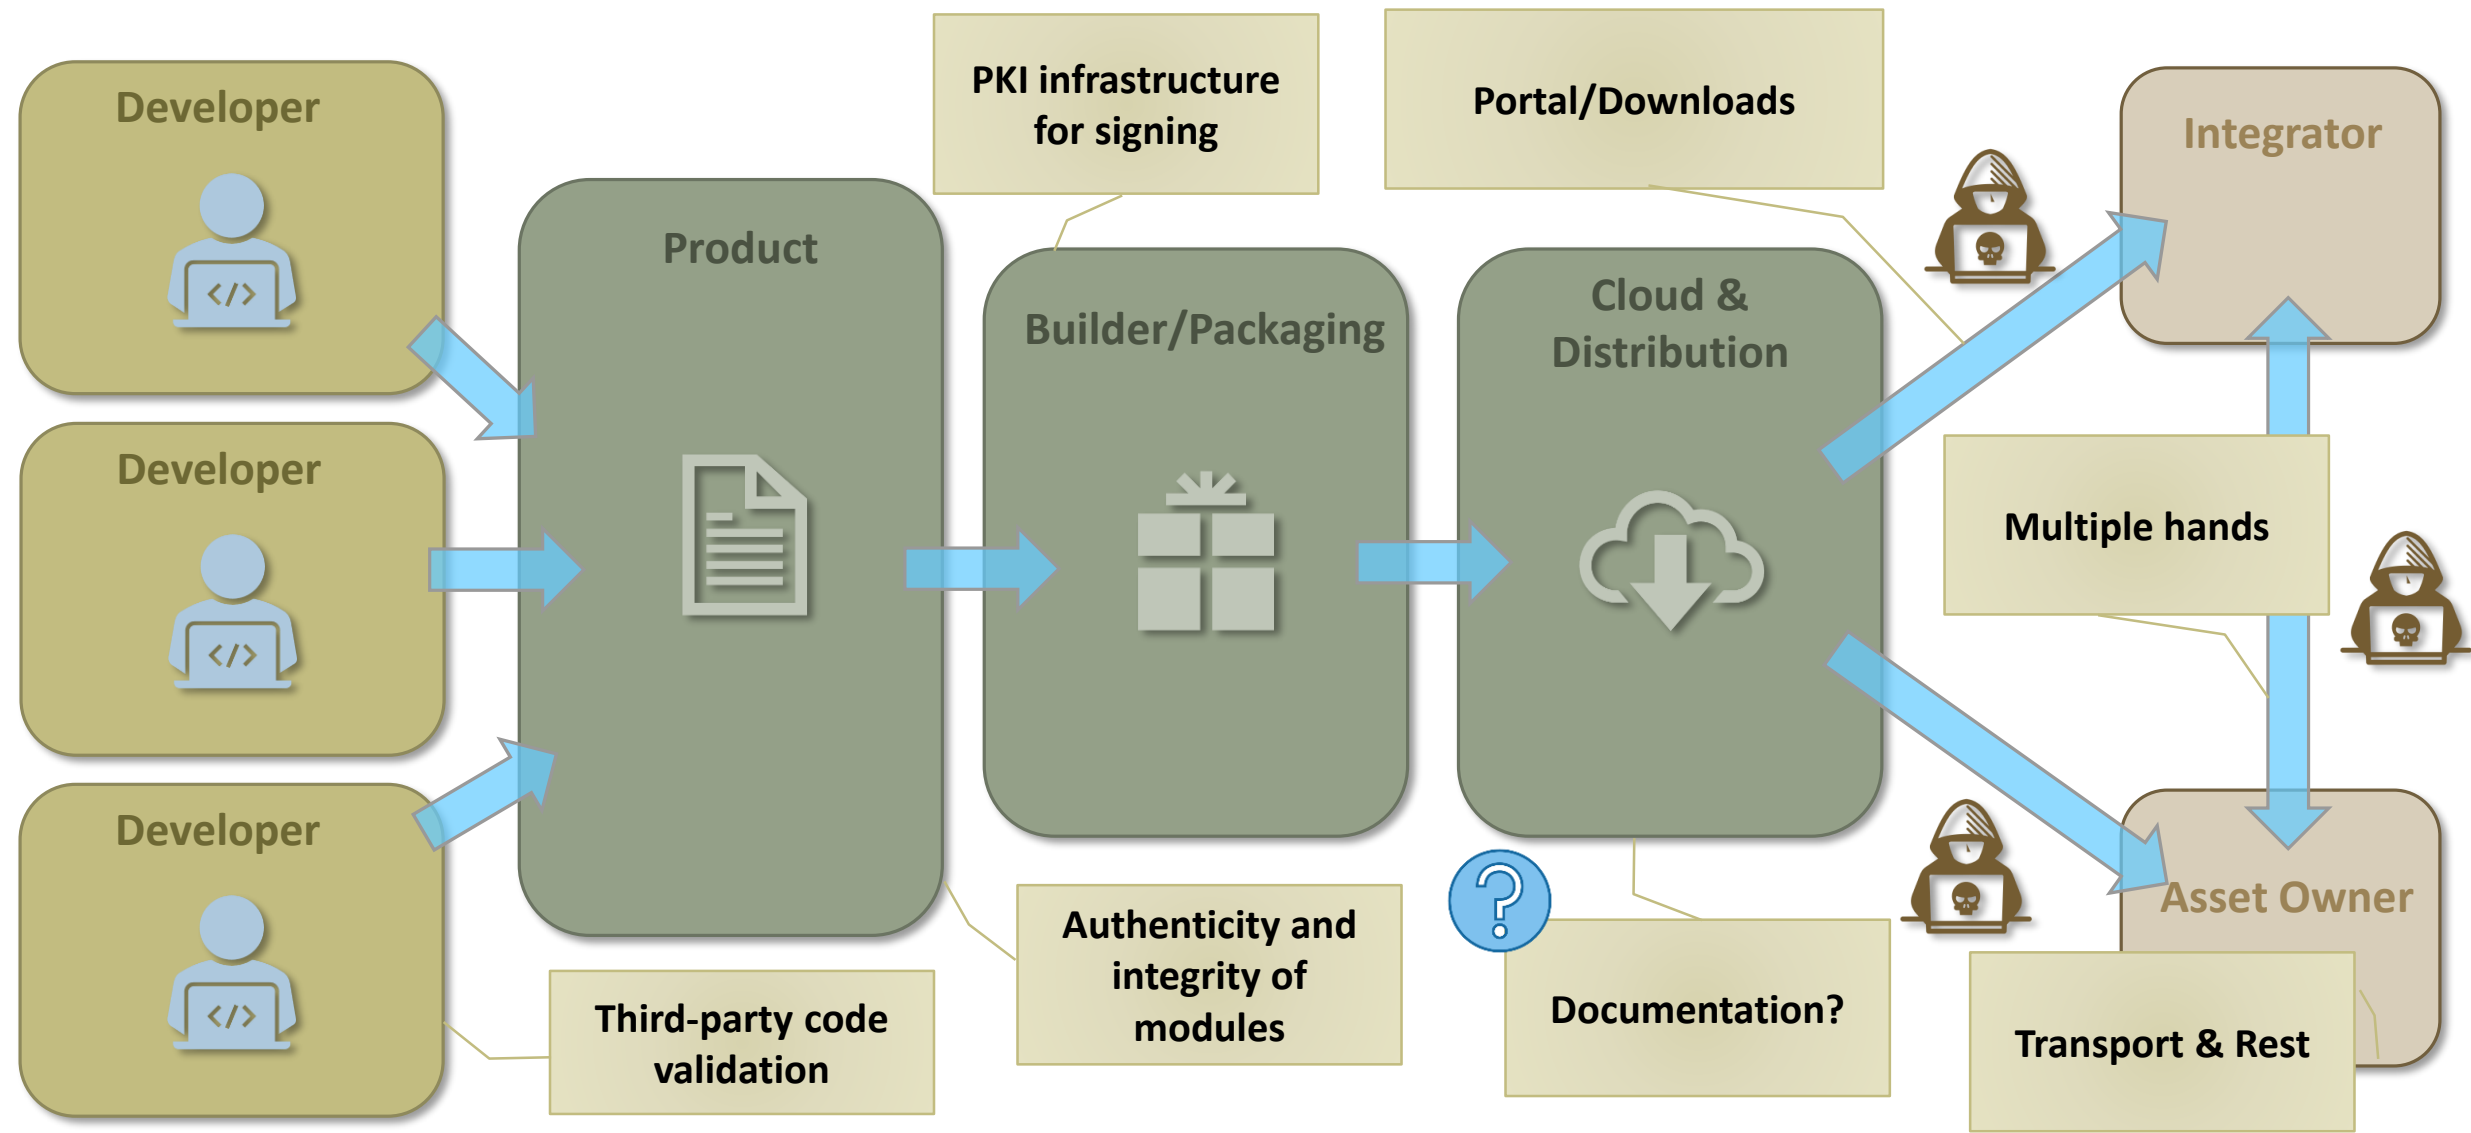 Developer
</>
Developer
</>
Developer
</>
Third-party code
validation
Product
Authenticity and
integrity of
modules
PKI infrastructure
for signing
Builder/Packaging
Portal/Downloads
Cloud &
Distribution
?
Documentation?
Integrator
Multiple hands
Asset Owner
Transport & Rest